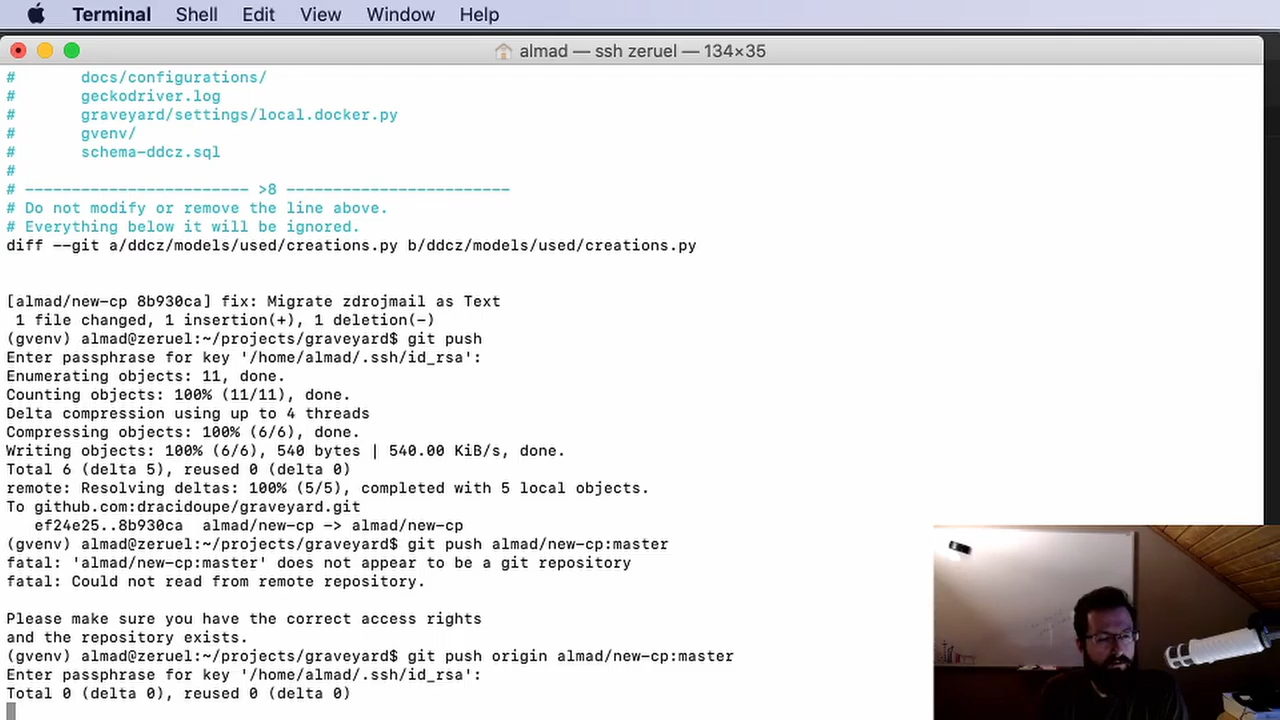 Terminal Shell Edit View Window Help
almad — ssh zeruel — 134×35
# docs/configurations/
# geckodriver.log
# graveyard/settings/local.docker.py
# gvenv/
# schema-ddcz.sql
#
# ------------------------ >8 ------------------------
# Do not modify or remove the line above.
# Everything below it will be ignored.
diff --git a/ddcz/models/used/creations.py b/ddcz/models/used/creations.py
[almad/new-cp 8b930ca] fix: Migrate zdrojmail as Text
1 file changed, 1 insertion(+), 1 deletion(-)
(gvenv) almad@zeruel:~/projects/graveyard$ git push
Enter passphrase for key '/home/almad/.ssh/id_rsa':
Enumerating objects: 11, done.
Counting objects: 100% (11/11), done.
Delta compression using up to 4 threads
Compressing objects: 100% (6/6), done.
Writing objects: 100% (6/6), 540 bytes | 540.00 KiB/s, done.
Total 6 (delta 5), reused 0 (delta 0)
remote: Resolving deltas: 100% (5/5), completed with 5 local objects.
To github.com:dracidoupe/graveyard.git
ef24e25..8b930ca almad/new-cp -> almad/new-cp
(gvenv) almad@zeruel:~/projects/graveyard$ git push almad/new-cp:master
fatal: 'almad/new-cp:master' does not appear to be a git repository
fatal: Could not read from remote repository.
Please make sure you have the correct access rights
and the repository exists.
(gvenv) almad@zeruel:~/projects/graveyard$ git push origin almad/new-cp:master
Enter passphrase for key '/home/almad/.ssh/id_rsa':
Total 0 (delta 0), reused 0 (delta 0)